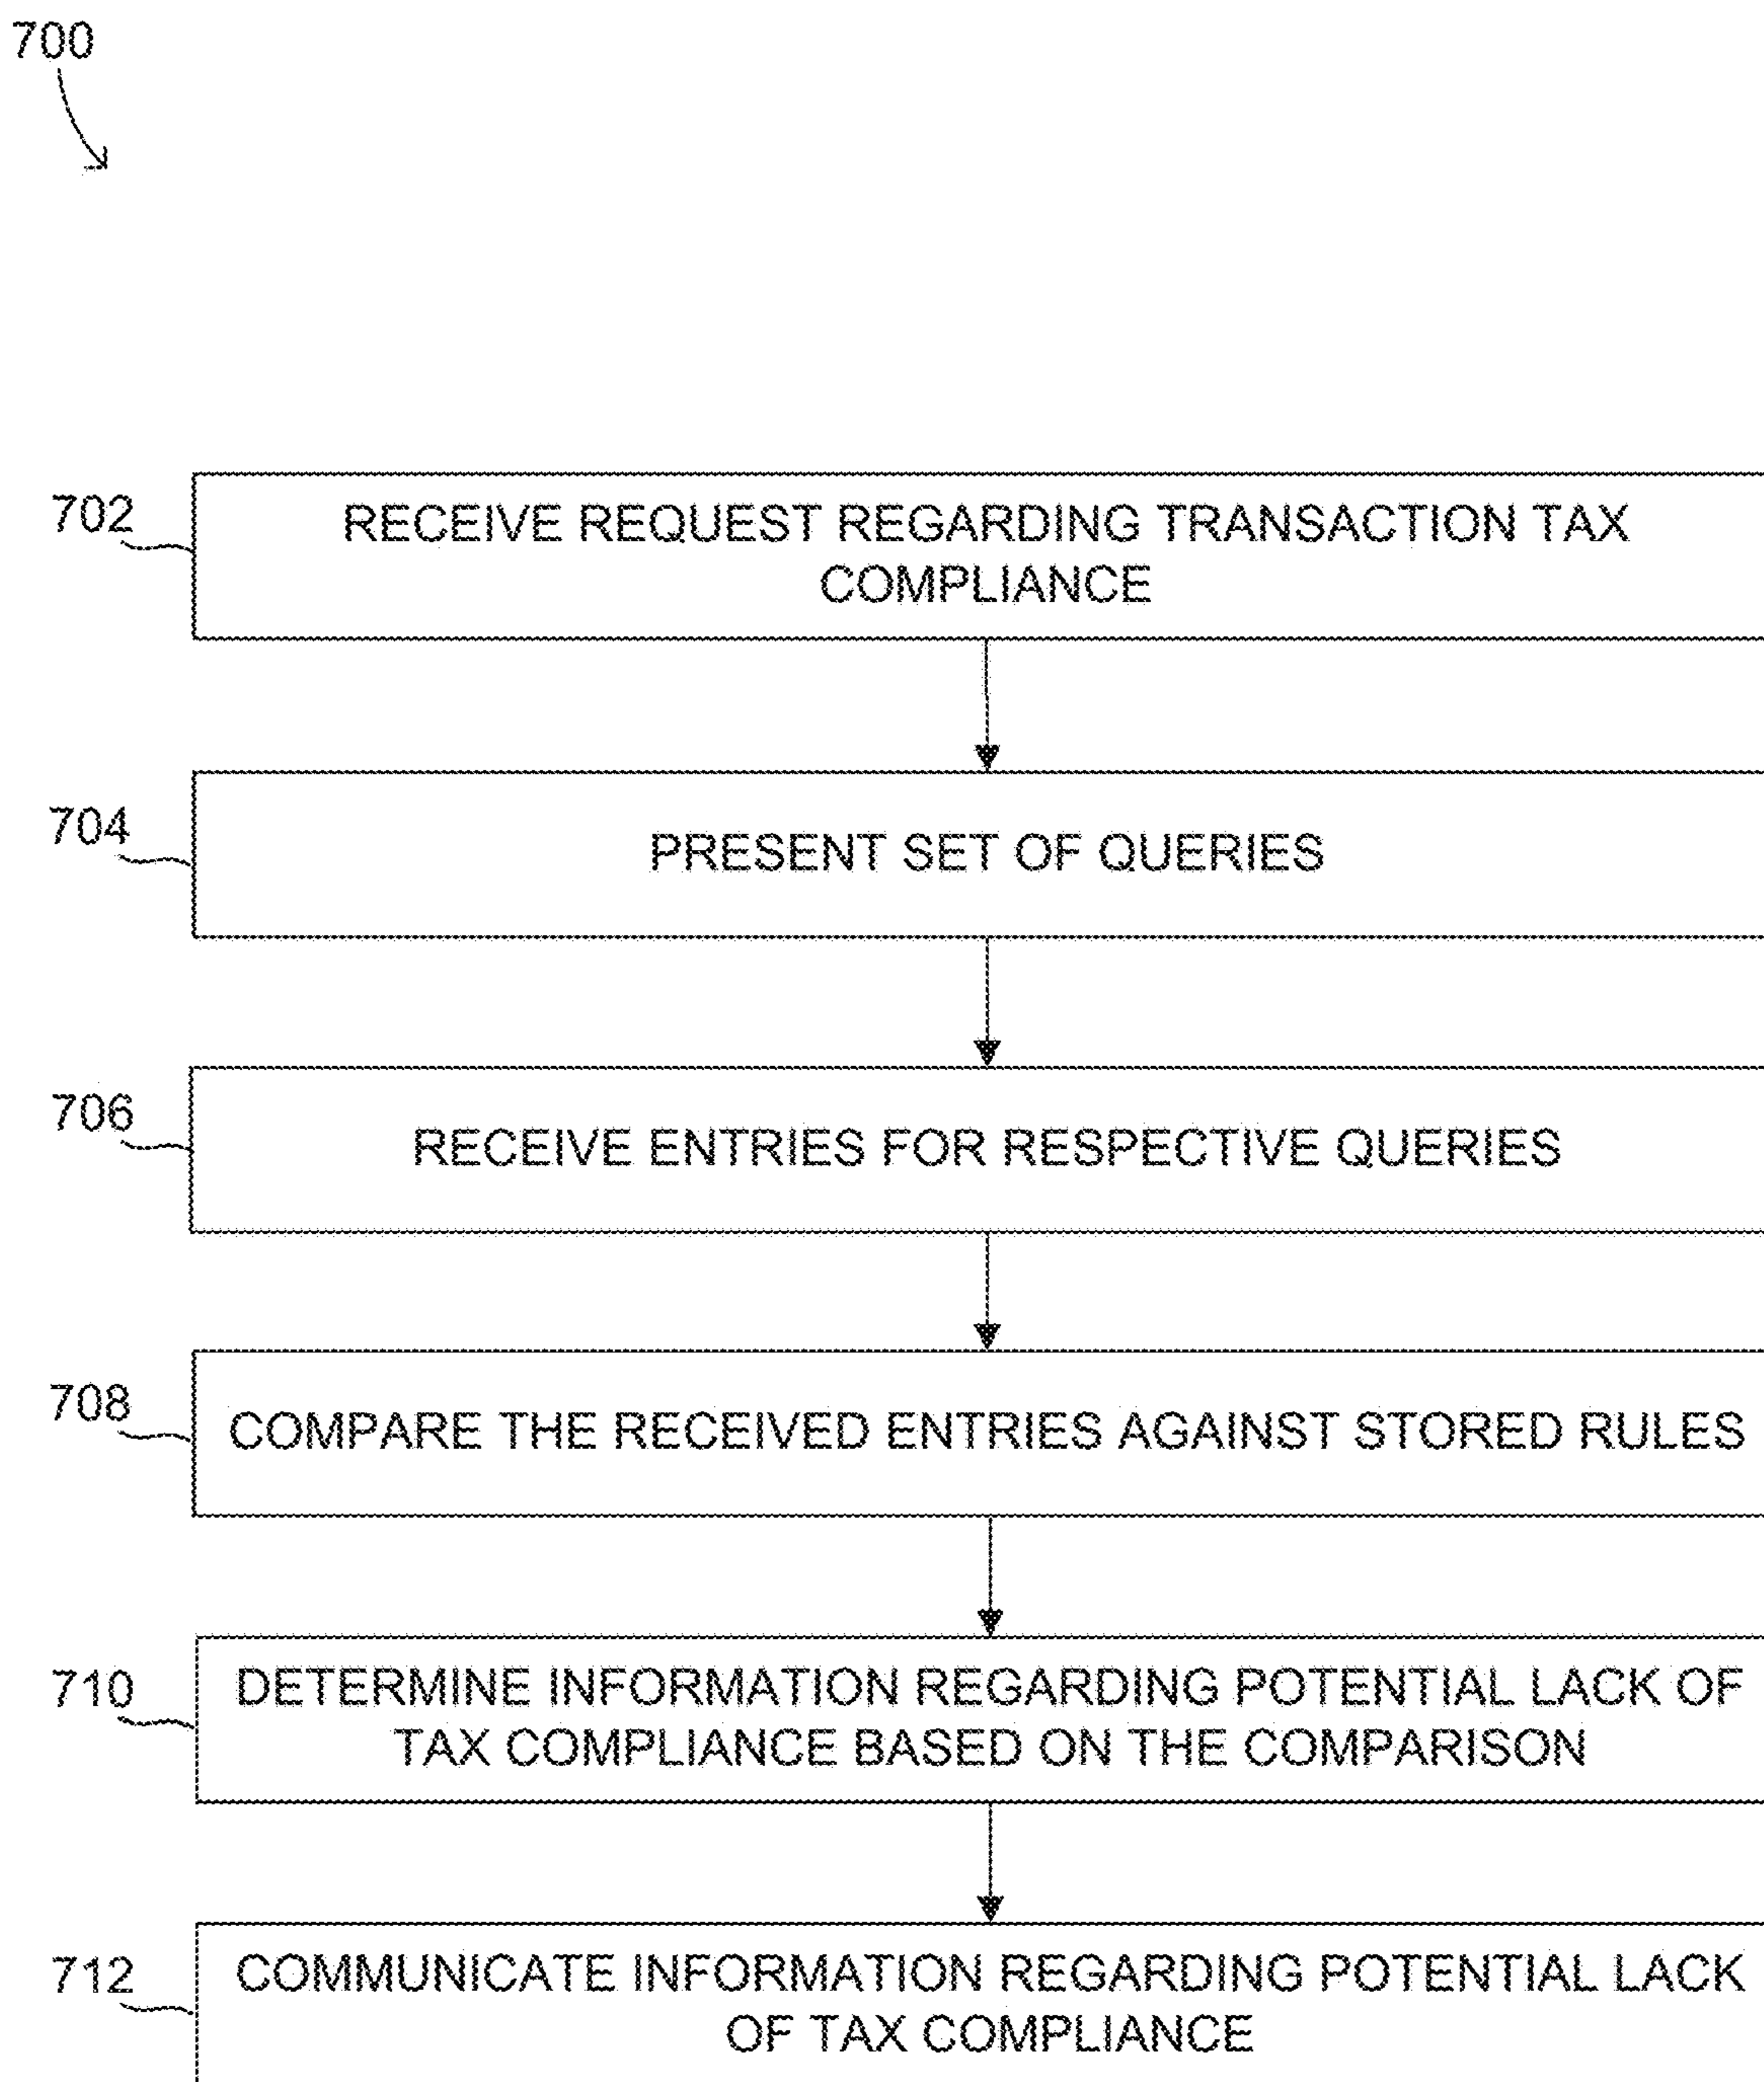 700
702
RECEIVE REQUEST REGARDING TRANSACTION TAX
COMPLIANCE
704
PRESENT SET OF QUERIES
706
RECEIVE ENTRIES FOR RESPECTIVE QUERIES
708
COMPARE THE RECEIVED ENTRIES AGAINST STORED RULES
710
DETERMINE INFORMATION REGARDING POTENTIAL LACK OF
TAX COMPLIANCE BASED ON THE COMPARISON
712
COMMUNICATE INFORMATION REGARDING POTENTIAL LACK
OF TAX COMPLIANCE